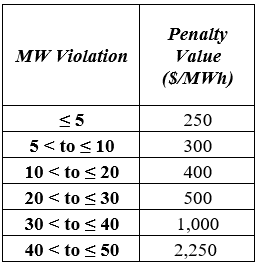 MW Violation Penalty
Value
($/MWh)
≤ 5 250
5 < to ≤ 10 300
10 < to ≤ 20 400
20 < to ≤ 30 500
30 < to ≤ 40 1,000
40 < to ≤ 50 2,250